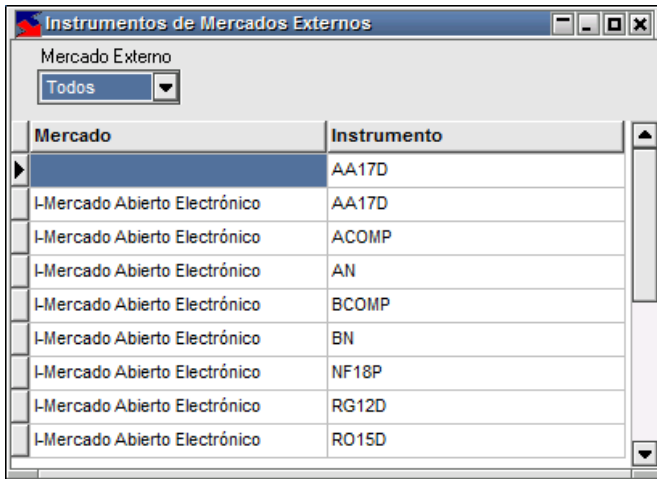 Instrumentos de Mercados Externos
Mercado Externo
Todos
Mercado Instrumento
AA17D
I-Mercado Abierto Electrónico AA17D
I-Mercado Abierto Electrónico ACOMP
I-Mercado Abierto Electrónico AN
I-Mercado Abierto Electrónico BCOMP
I-Mercado Abierto Electrónico BN
I-Mercado Abierto Electrónico NF18P
I-Mercado Abierto Electrónico RG12D
I-Mercado Abierto Electrónico RO15D